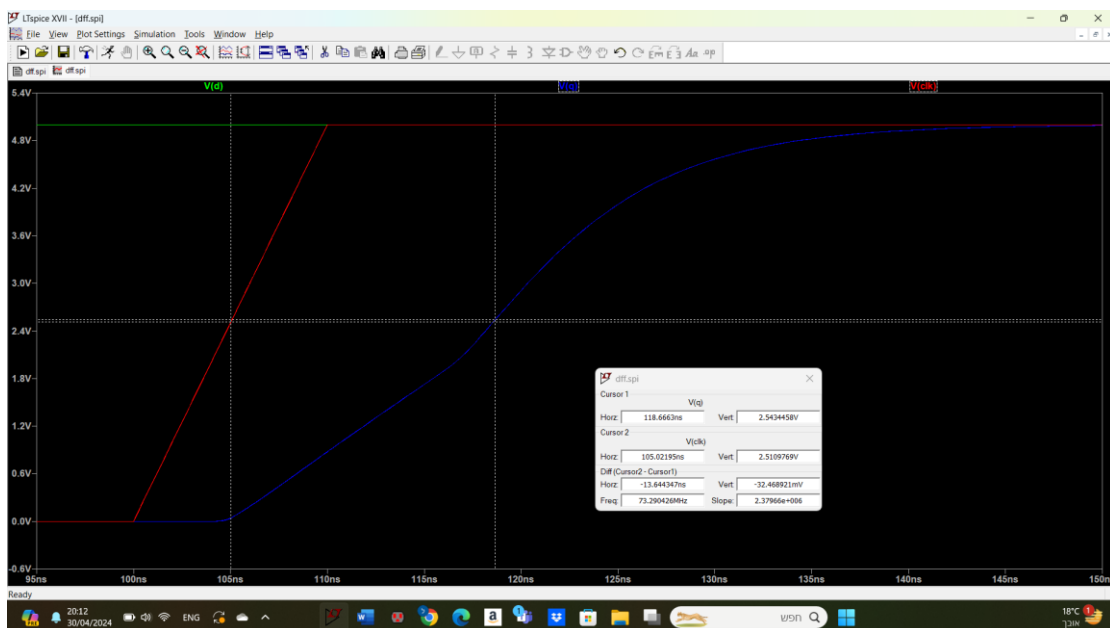 LTspice XVII - [dff.spi]
File View Plot Settings Simulation Tools Window Help
dff.spi dff.spi
V(d) V(q) V(clk)
5.4V
4.8V
4.2V
3.6V
3.0V
2.4V
1.8V
1.2V
0.6V
0.0V
-0.6V
95ns 100ns 105ns 110ns 115ns 120ns 125ns 130ns 135ns 140ns 145ns 150n
dff.spi
Cursor 1
V(q)
Horz: 118.6663ns Vert: 2.5434458V
Cursor 2
V(clk)
Horz: 105.02195ns Vert: 2.5109769V
Diff (Cursor2 - Cursor1)
Horz: -13.644347ns Vert: -32.468921mV
Freq: 73.290426MHz Slope: 2.37966e+006
Ready
20:12
30/04/2024
ENG
חפש
18°C
אובך
1